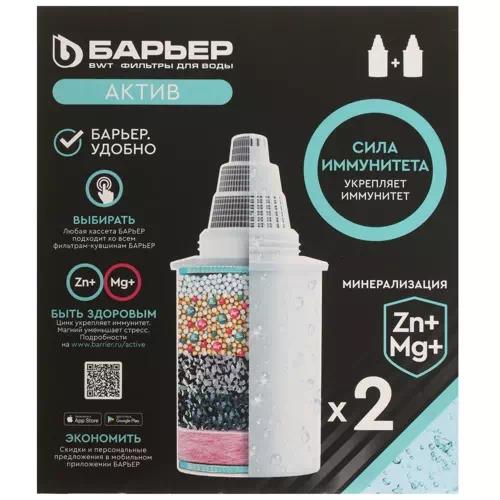 БАРЬЕР
BWT ФИЛЬТРЫ ДЛЯ ВОДЫ
АКТИВ
БАРЬЕР.
УДОБНО
ВЫБИРАТЬ
Любая кассета БАРЬЕР
подходит ко всем
фильтрам-кувшинам БАРЬЕР
Zn+ Mg+
БЫТЬ ЗДОРОВЫМ
Цинк укрепляет иммунитет.
Магний уменьшает стресс.
Подробности
на www.barrier.ru/active
App Store
Google Play
ЭКОНОМИТЬ
Скидки и персональные
предложения в мобильном
приложении БАРЬЕР
+
СИЛА
ИММУНИТЕТА
УКРЕПЛЯЕТ
ИММУНИТЕТ
МИНЕРАЛИЗАЦИЯ
Zn+
Mg+
x2